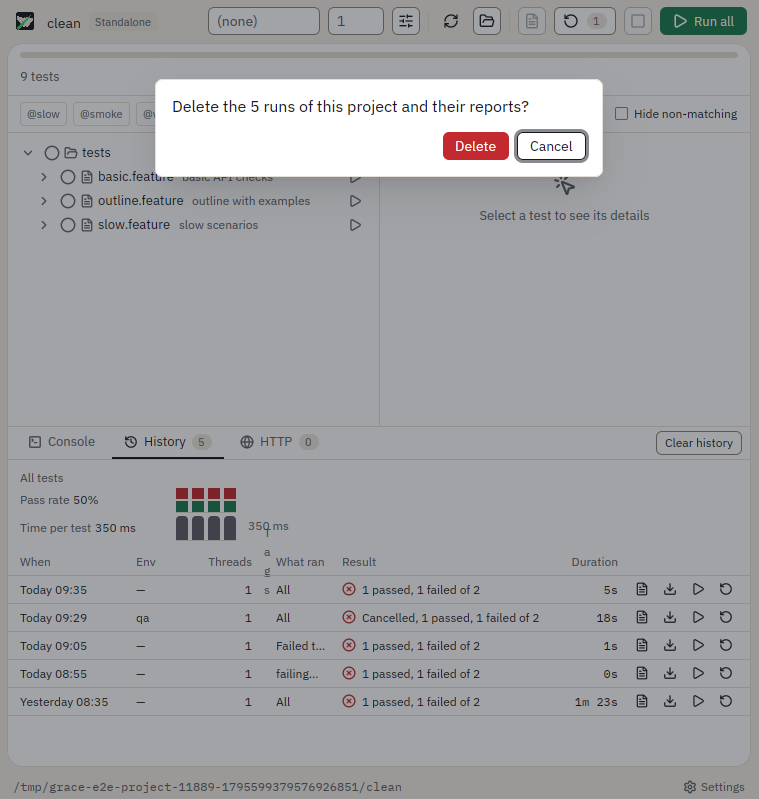 clean Standalone (none) 1 1 Run all
9 tests
Delete the 5 runs of this project and their reports?
@slow @smoke Hide non-matching
Delete Cancel
tests
basic.feature basic API checks
outline.feature outline with examples
slow.feature slow scenarios
Select a test to see its details
Console History 5 HTTP 0 Clear history
All tests
Pass rate 50%
Time per test 350 ms 350 ms
When Env Threads Tags What ran Result Duration
Today 09:35 — 1 All 1 passed, 1 failed of 2 5s
Today 09:29 qa 1 All Cancelled, 1 passed, 1 failed of 2 18s
Today 09:05 — 1 Failed t... 1 passed, 1 failed of 2 1s
Today 08:55 — 1 failing... 1 passed, 1 failed of 2 0s
Yesterday 08:35 — 1 All 1 passed, 1 failed of 2 1m 23s
/tmp/grace-e2e-project-11889-1795599379576926851/clean Settings